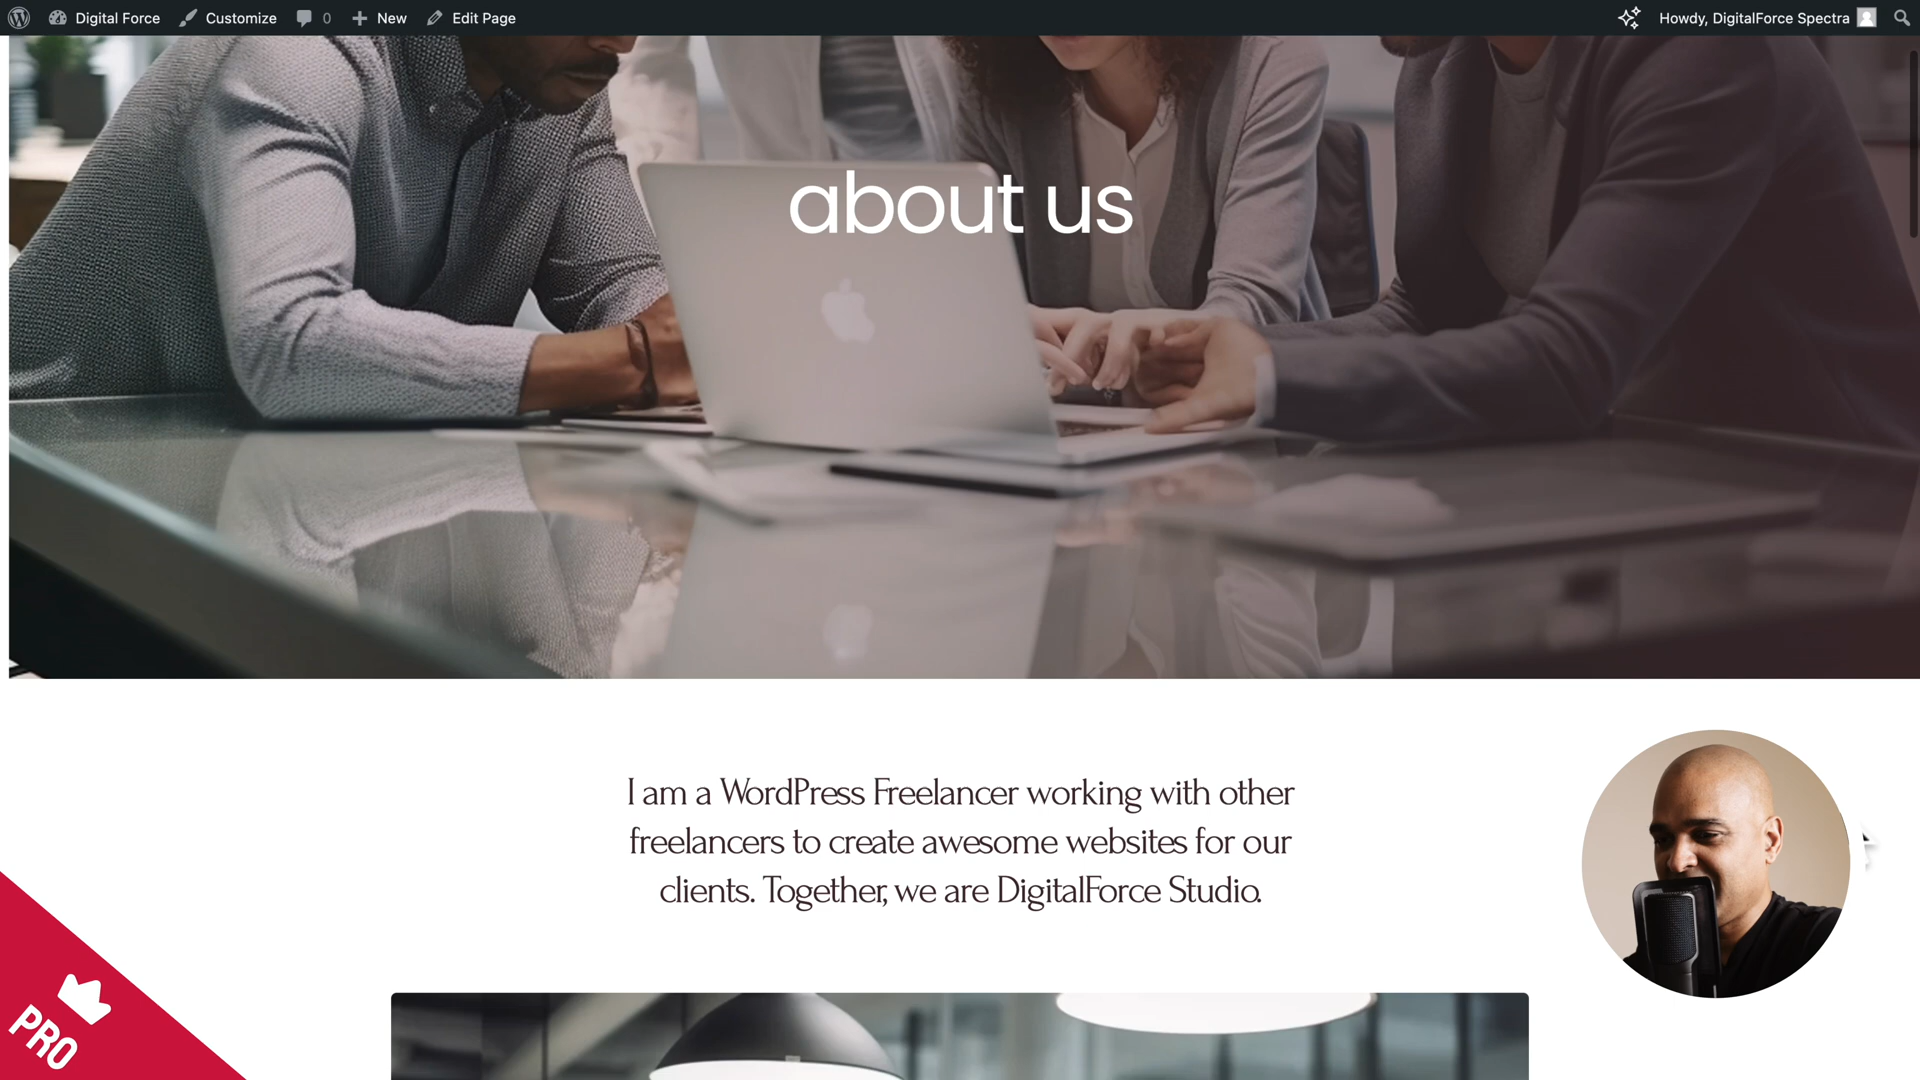 Digital Force
Customize
0
New
Edit Page
Howdy, DigitalForce Spectra
about us
I am a WordPress Freelancer working with other
freelancers to create awesome websites for our
clients. Together, we are DigitalForce Studio.
PRO